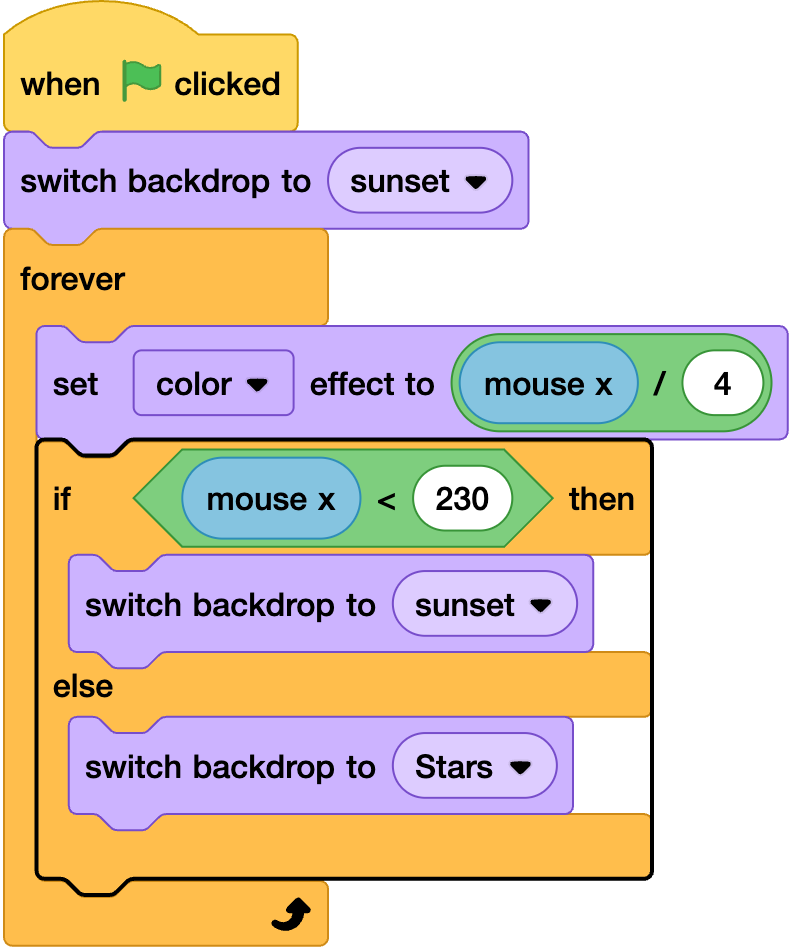 when clicked
switch backdrop to sunset
forever
set color effect to mouse x / 4
if mouse x < 230 then
switch backdrop to sunset
else
switch backdrop to Stars